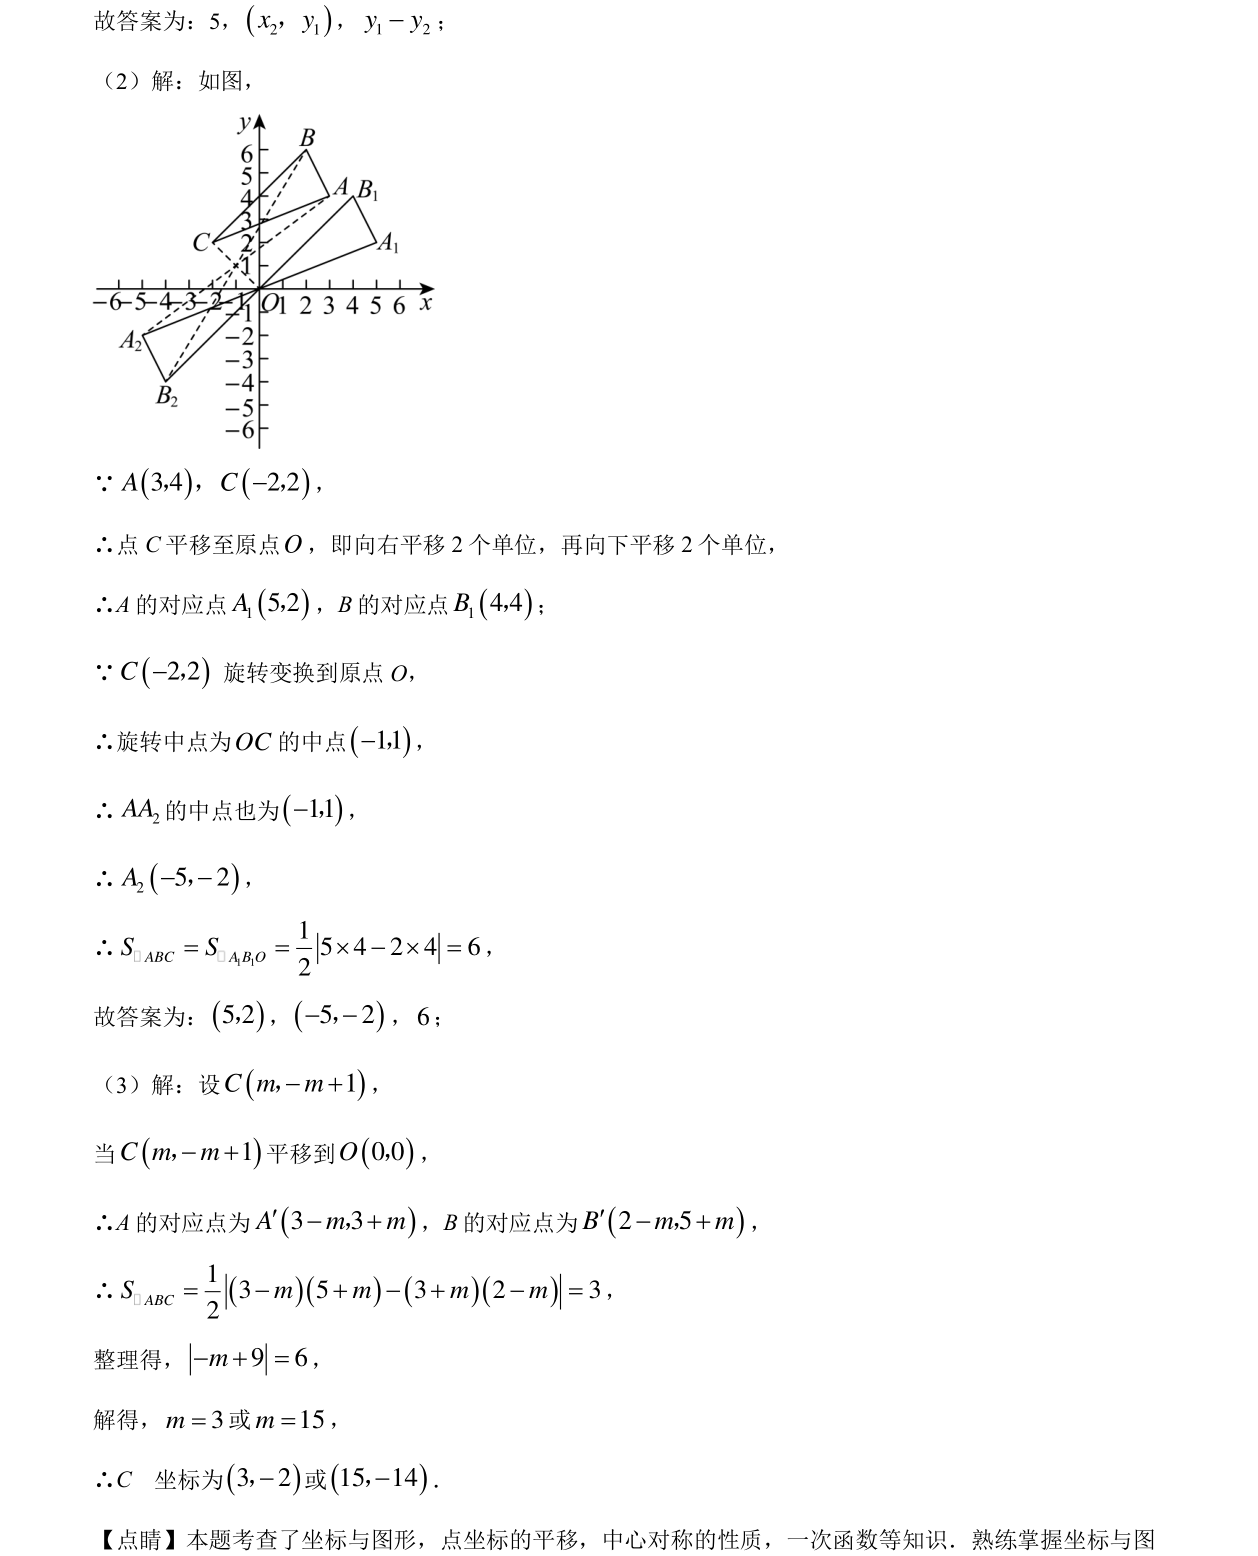 故答案为：5，(x₂，y₁)，y₁－y₂；
（2）解：如图，
y
B
6
5
4
A
B₁
3
C
2
A₁
1
−6 −5 −4 −3 −2 −1 O 1 2 3 4 5 6 x
−1
A₂
−2
−3
−4
B₂
−5
−6
∵ A(3,4)，C(−2,2)，
∴点 C 平移至原点 O，即向右平移 2 个单位，再向下平移 2 个单位，
∴A 的对应点 A₁(5,2)，B 的对应点 B₁(4,4)；
∵ C(−2,2) 旋转变换到原点 O，
∴旋转中点为 OC 的中点(−1,1)，
∴ AA₂ 的中点也为(−1,1)，
∴ A₂(−5,−2)，
∴ S□ABC = S□A₁B₁O = 1/2|5×4−2×4| = 6，
故答案为：(5,2)，(−5,−2)，6；
（3）解：设 C(m,−m+1)，
当 C(m,−m+1) 平移到 O(0,0)，
∴A 的对应点为 A′(3−m,3+m)，B 的对应点为 B′(2−m,5+m)，
∴ S□ABC = 1/2|(3−m)(5+m)−(3+m)(2−m)| = 3，
整理得，|−m+9| = 6，
解得，m = 3 或 m = 15，
∴C 坐标为(3,−2)或(15,−14)．
【点睛】本题考查了坐标与图形，点坐标的平移，中心对称的性质，一次函数等知识．熟练掌握坐标与图